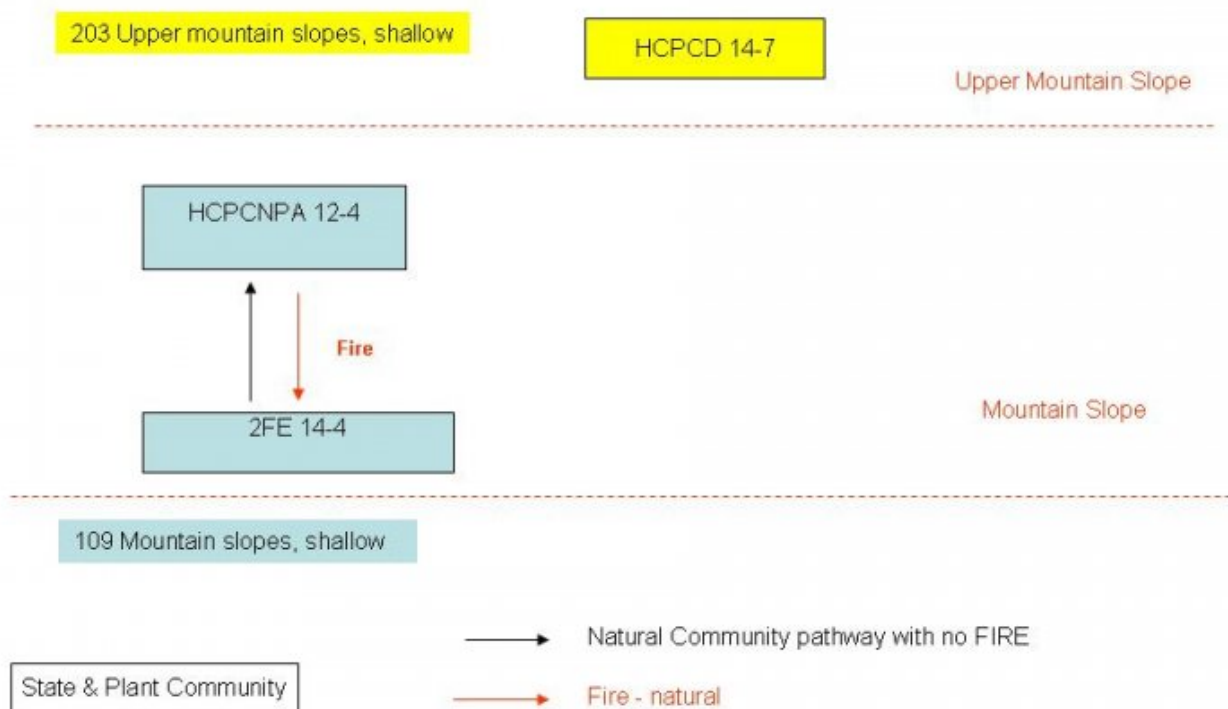 203 Upper mountain slopes, shallow
HCPCD 14-7
Upper Mountain Slope
HCPCNPA 12-4
Fire
2FE 14-4
Mountain Slope
109 Mountain slopes, shallow
Natural Community pathway with no FIRE
State & Plant Community
Fire - natural